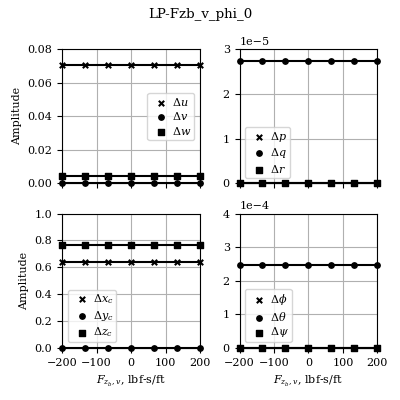 LP-Fzb_v_phi_0
1e−5
0.08
0.06
0.04
0.02
0.00
Amplitude
Δu
Δv
Δw
3
2
1
0
Δp
Δq
Δr
1e−4
1.0
0.8
0.6
0.4
0.2
0.0
Amplitude
Δx_c
Δy_c
Δz_c
−200 −100 0 100 200
F_{z_b,v}, lbf-s/ft
4
3
2
1
0
Δϕ
Δθ
Δψ
−200 −100 0 100 200
F_{z_b,v}, lbf-s/ft